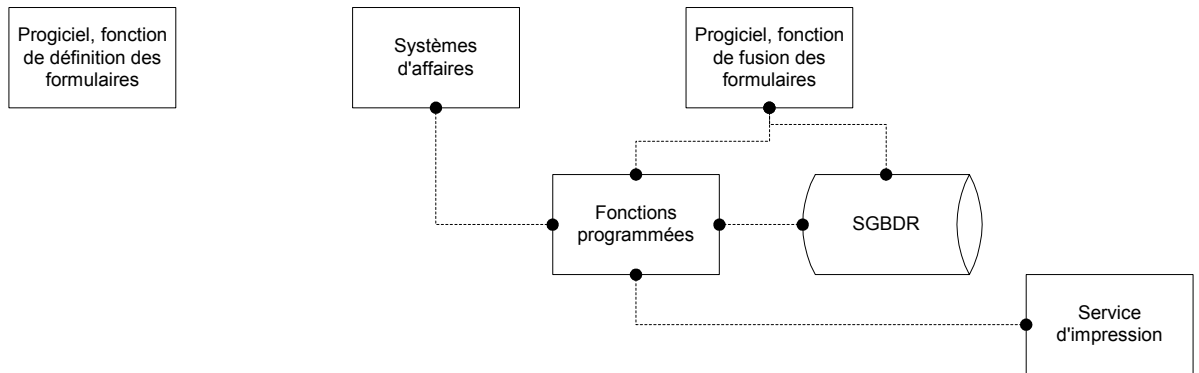 Progiciel, fonction
de définition des
formulaires
Systèmes
d'affaires
Progiciel, fonction
de fusion des
formulaires
Fonctions
programmées
SGBDR
Service
d'impression